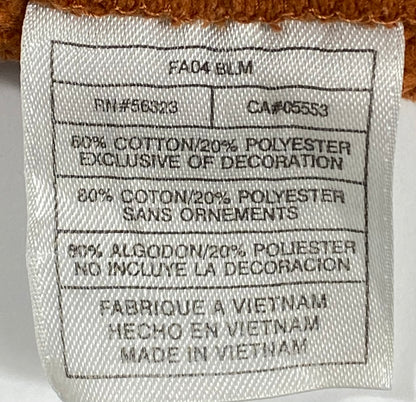 FA04 BLM
RN#56323
CA#05553
80% COTTON/20% POLYESTER
EXCLUSIVE OF DECORATION
80% COTON/20% POLYESTER
SANS ORNEMENTS
80% ALGODON/20% POLIESTER
NO INCLUYE LA DECORACION
FABRIQUE A VIETNAM
HECHO EN VIETNAM
MADE IN VIETNAM